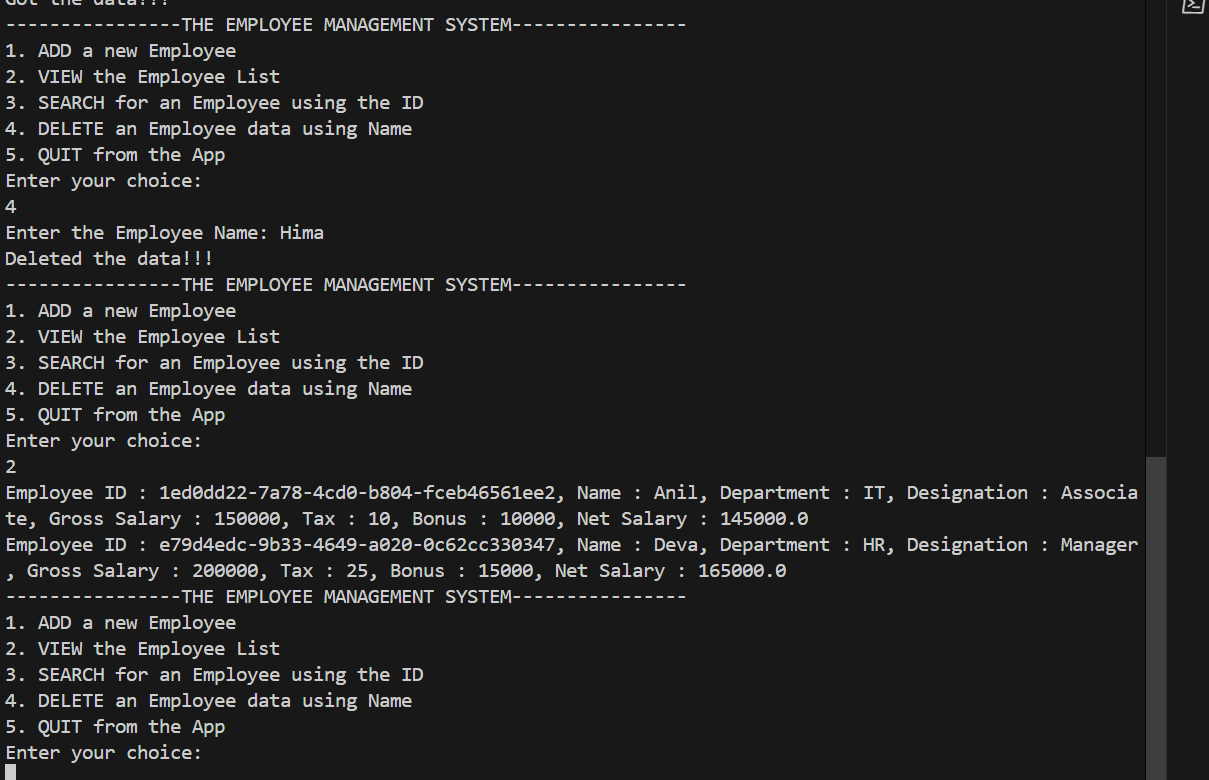 Got the data!!!
----------------THE EMPLOYEE MANAGEMENT SYSTEM----------------
1. ADD a new Employee
2. VIEW the Employee List
3. SEARCH for an Employee using the ID
4. DELETE an Employee data using Name
5. QUIT from the App
Enter your choice:
4
Enter the Employee Name: Hima
Deleted the data!!!
----------------THE EMPLOYEE MANAGEMENT SYSTEM----------------
1. ADD a new Employee
2. VIEW the Employee List
3. SEARCH for an Employee using the ID
4. DELETE an Employee data using Name
5. QUIT from the App
Enter your choice:
2
Employee ID : 1ed0dd22-7a78-4cd0-b804-fceb46561ee2, Name : Anil, Department : IT, Designation : Associa
te, Gross Salary : 150000, Tax : 10, Bonus : 10000, Net Salary : 145000.0
Employee ID : e79d4edc-9b33-4649-a020-0c62cc330347, Name : Deva, Department : HR, Designation : Manager
, Gross Salary : 200000, Tax : 25, Bonus : 15000, Net Salary : 165000.0
----------------THE EMPLOYEE MANAGEMENT SYSTEM----------------
1. ADD a new Employee
2. VIEW the Employee List
3. SEARCH for an Employee using the ID
4. DELETE an Employee data using Name
5. QUIT from the App
Enter your choice: